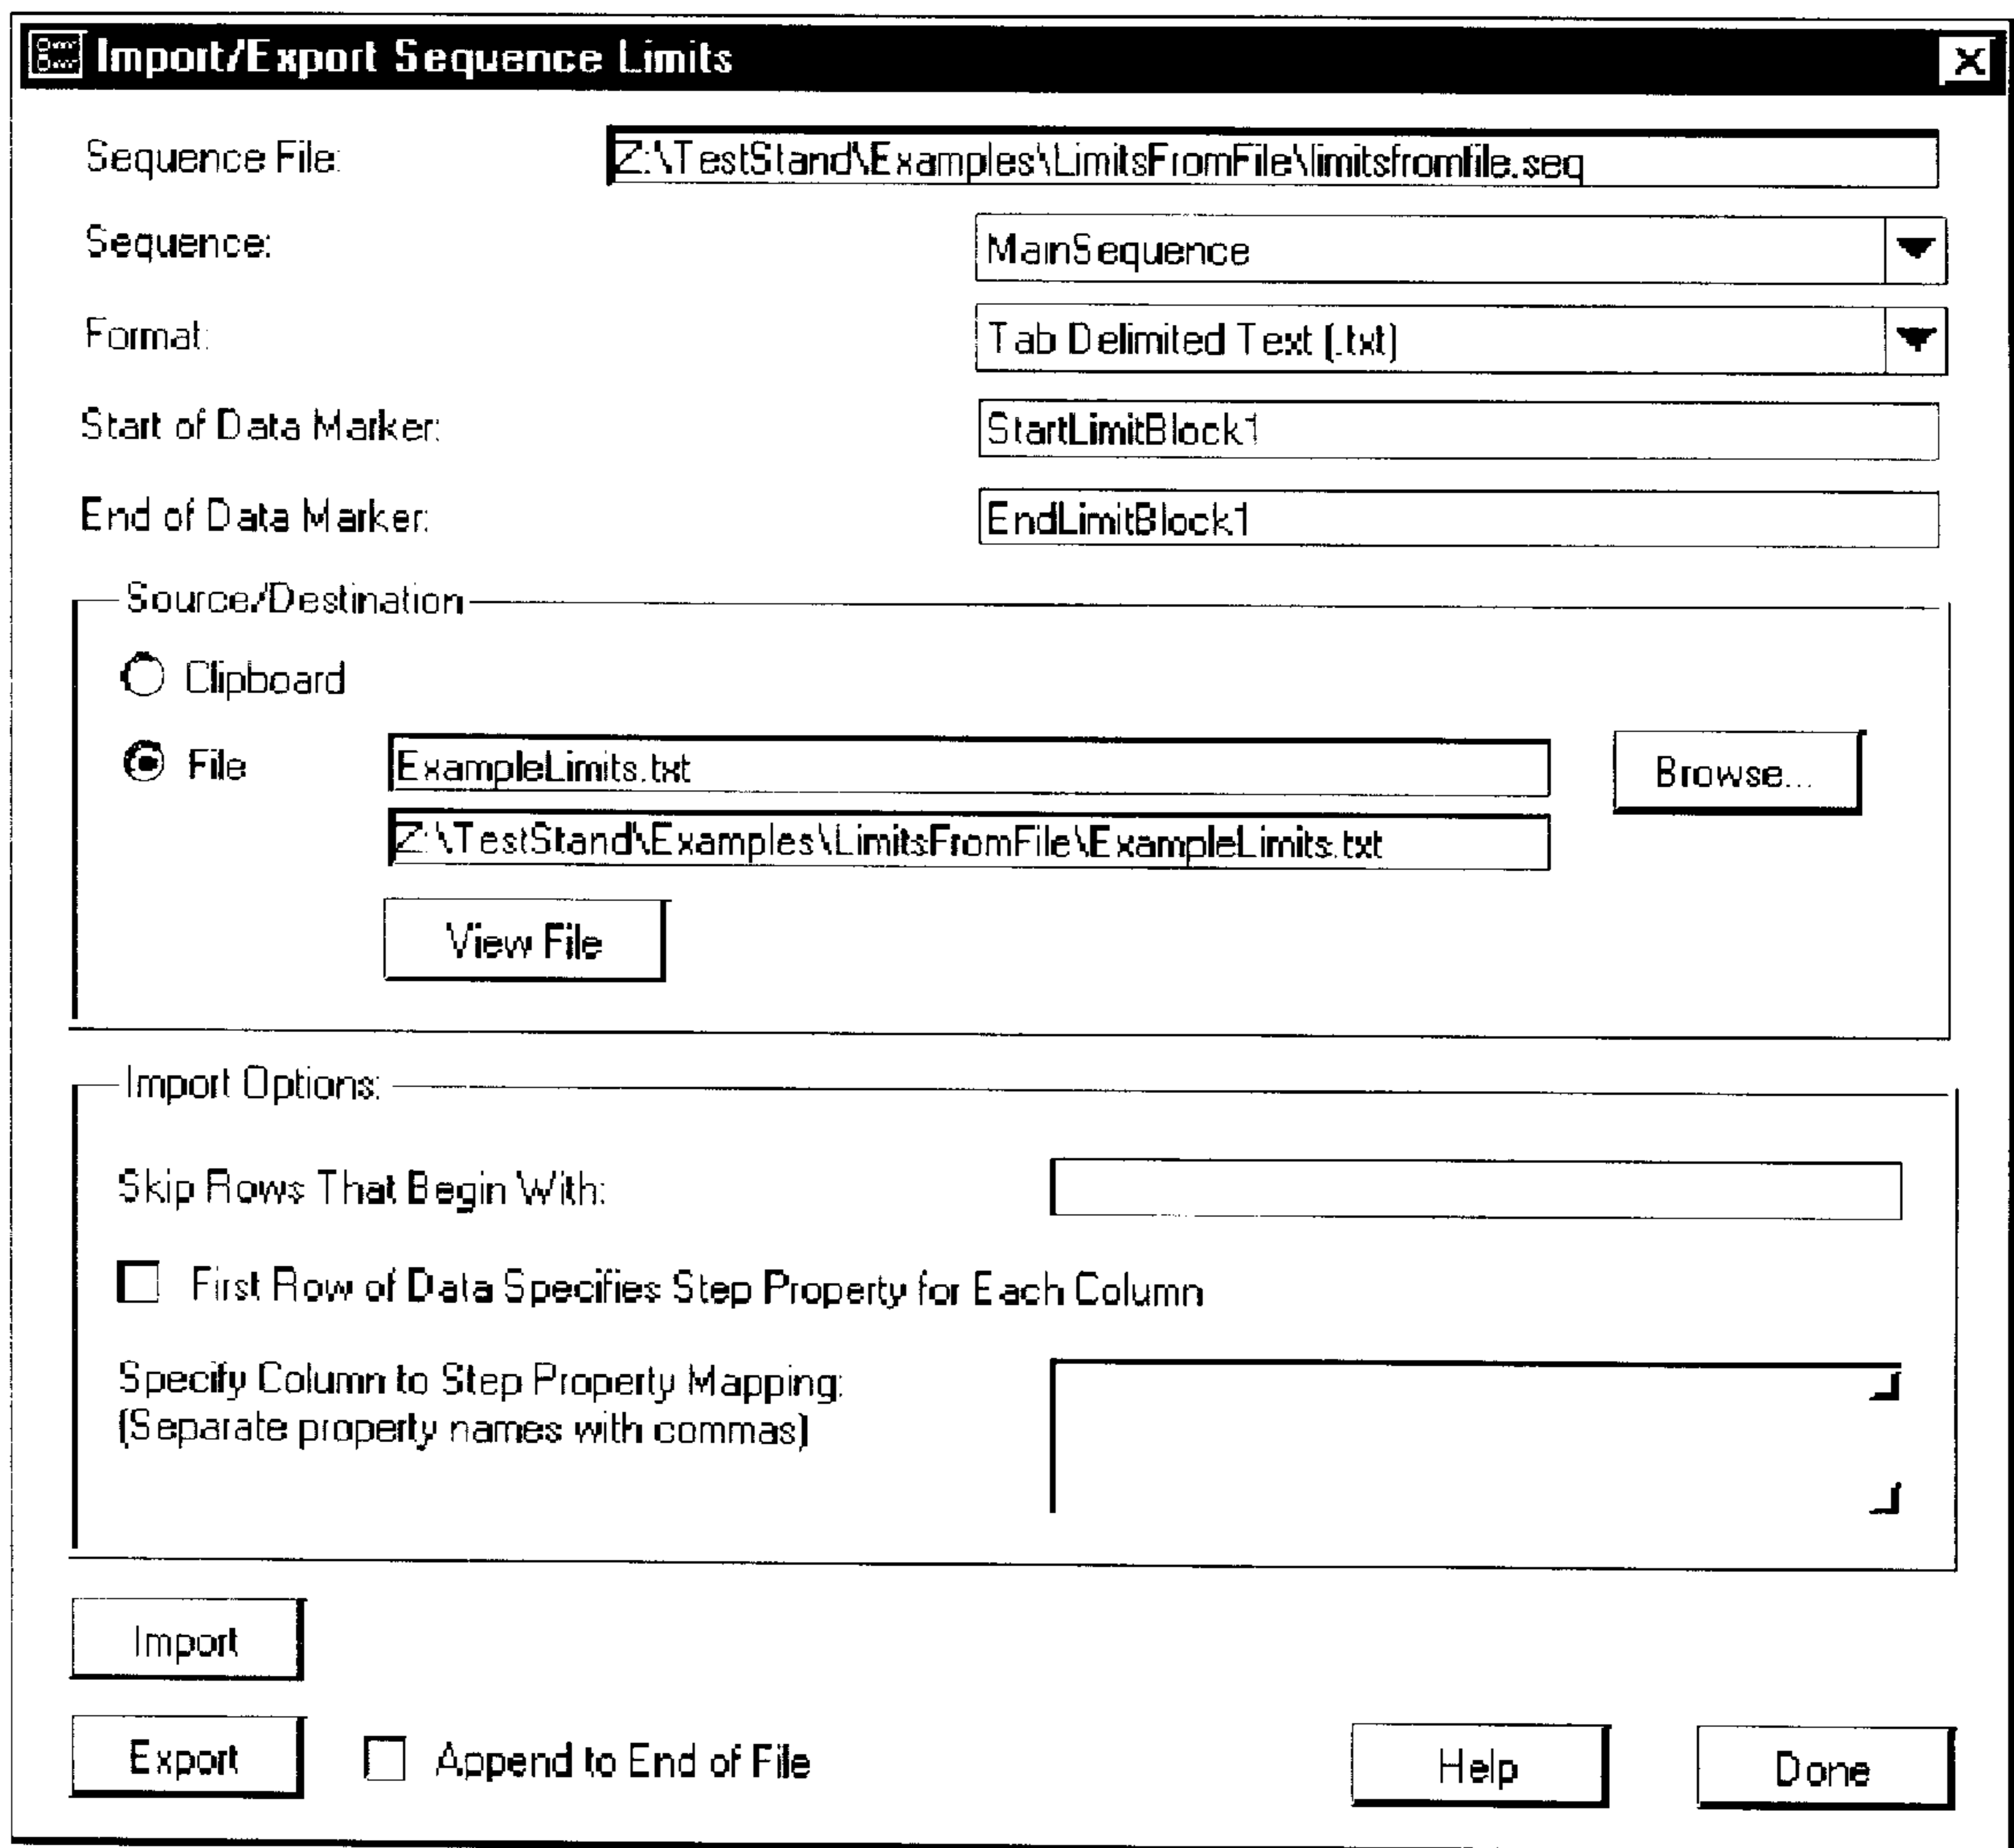 Import/Export Sequence Limits
Sequence File: Z:\TestStand\Examples\LimitsFromFile\limitsfromfile.seq
Sequence: MainSequence
Format: Tab Delimited Text (.txt)
Start of Data Marker: StartLimitBlock1
End of Data Marker: EndLimitBlock1
Source/Destination
Clipboard
File ExampleLimits.txt Browse...
Z:\TestStand\Examples\LimitsFromFile\ExampleLimits.txt
View File
Import Options:
Skip Rows That Begin With:
First Row of Data Specifies Step Property for Each Column
Specify Column to Step Property Mapping:
(Separate property names with commas)
Import
Export Append to End of File Help Done